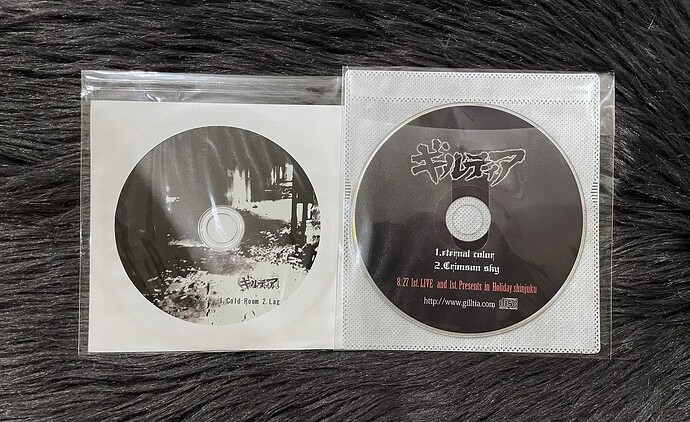 ギルティア
1.Cold Room 2.Lag
ギルティア
1.eternal color
2.Crimson sky
8.27 1st.LIVE and 1st.Presents in Holiday shinjuku
http://www.gilltia.com